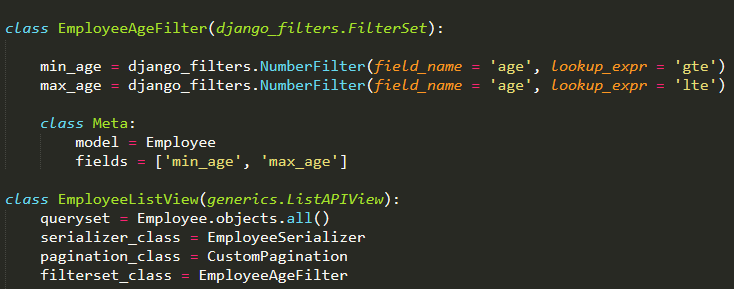 class EmployeeAgeFilter(django_filters.FilterSet):
min_age = django_filters.NumberFilter(field_name = 'age', lookup_expr = 'gte')
max_age = django_filters.NumberFilter(field_name = 'age', lookup_expr = 'lte')
class Meta:
model = Employee
fields = ['min_age', 'max_age']
class EmployeeListView(generics.ListAPIView):
queryset = Employee.objects.all()
serializer_class = EmployeeSerializer
pagination_class = CustomPagination
filterset_class = EmployeeAgeFilter